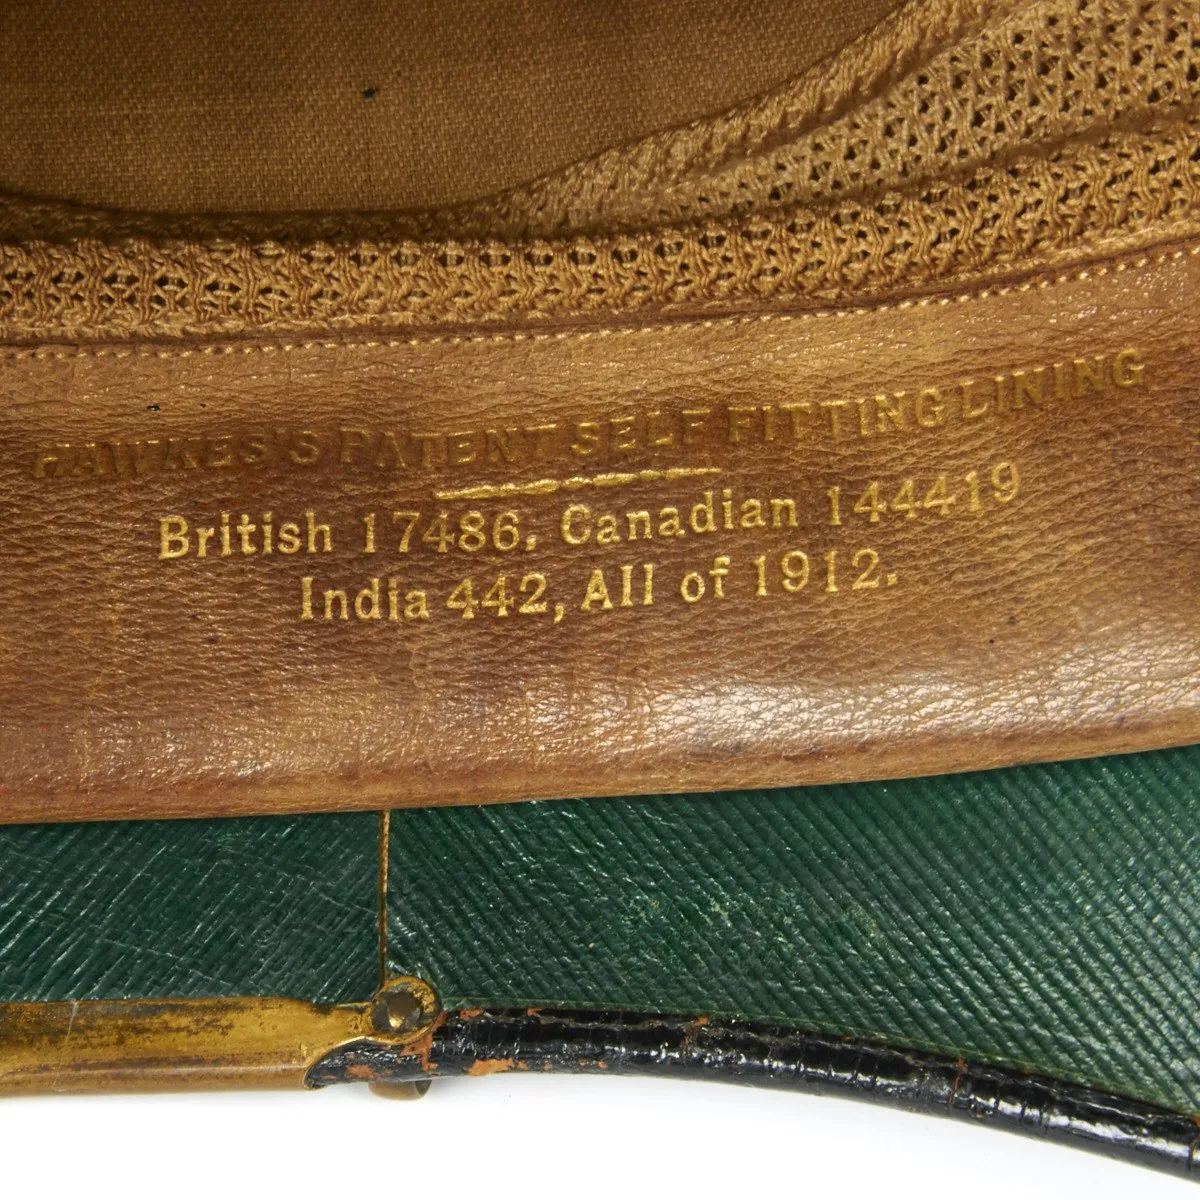 HAWKES'S PATENT SELF FITTING LINING
British 17486. Canadian 144419
India 442, All of 1912.